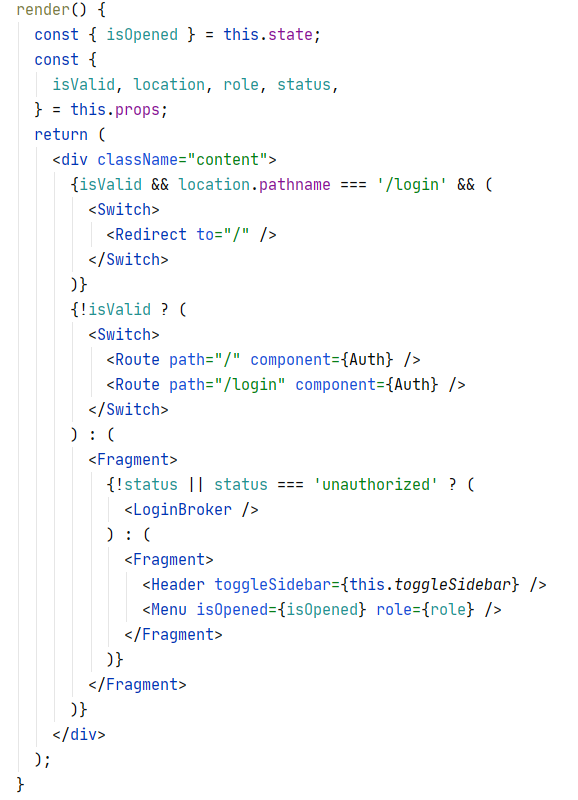 render() {
  const { isOpened } = this.state;
  const {
    isValid, location, role, status,
  } = this.props;
  return (
    <div className="content">
      {isValid && location.pathname === '/login' && (
        <Switch>
          <Redirect to="/" />
        </Switch>
      )}
      {!isValid ? (
        <Switch>
          <Route path="/" component={Auth} />
          <Route path="/login" component={Auth} />
        </Switch>
      ) : (
        <Fragment>
          {!status || status === 'unauthorized' ? (
            <LoginBroker />
          ) : (
            <Fragment>
              <Header toggleSidebar={this.toggleSidebar} />
              <Menu isOpened={isOpened} role={role} />
            </Fragment>
          )}
        </Fragment>
      )}
    </div>
  );
}